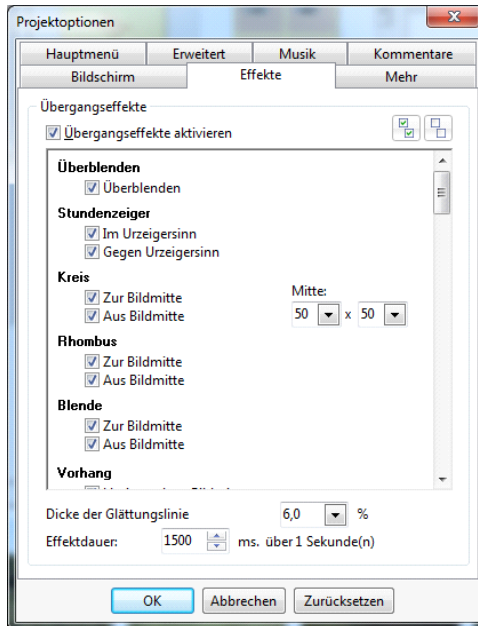 Projektoptionen
Hauptmenü Erweitert Musik Kommentare
Bildschirm Effekte Mehr
Übergangseffekte
Übergangseffekte aktivieren
Überblenden
Überblenden
Stundenzeiger
Im Urzeigersinn
Gegen Urzeigersinn
Kreis
Mitte:
Zur Bildmitte 50 x 50
Aus Bildmitte
Rhombus
Zur Bildmitte
Aus Bildmitte
Blende
Zur Bildmitte
Aus Bildmitte
Vorhang
Dicke der Glättungslinie 6,0 %
Effektdauer: 1500 ms. über 1 Sekunde(n)
OK Abbrechen Zurücksetzen